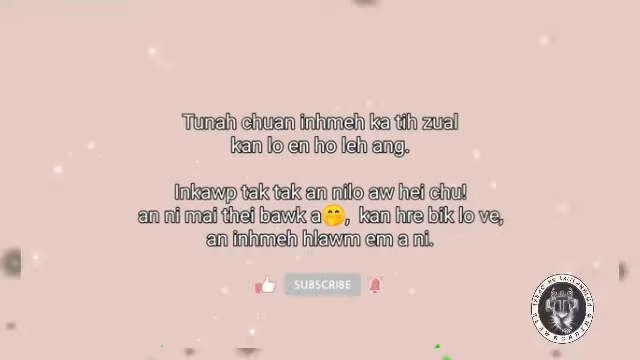 Tunah chuan inhmeh ka tih zual
kan lo en ho leh ang.
Inkawp tak tak an nilo aw hei chu!
an ni mai thei bawk a🤭, kan hre bik lo ve,
an inhmeh hlawm em a ni.
SUBSCRIBE